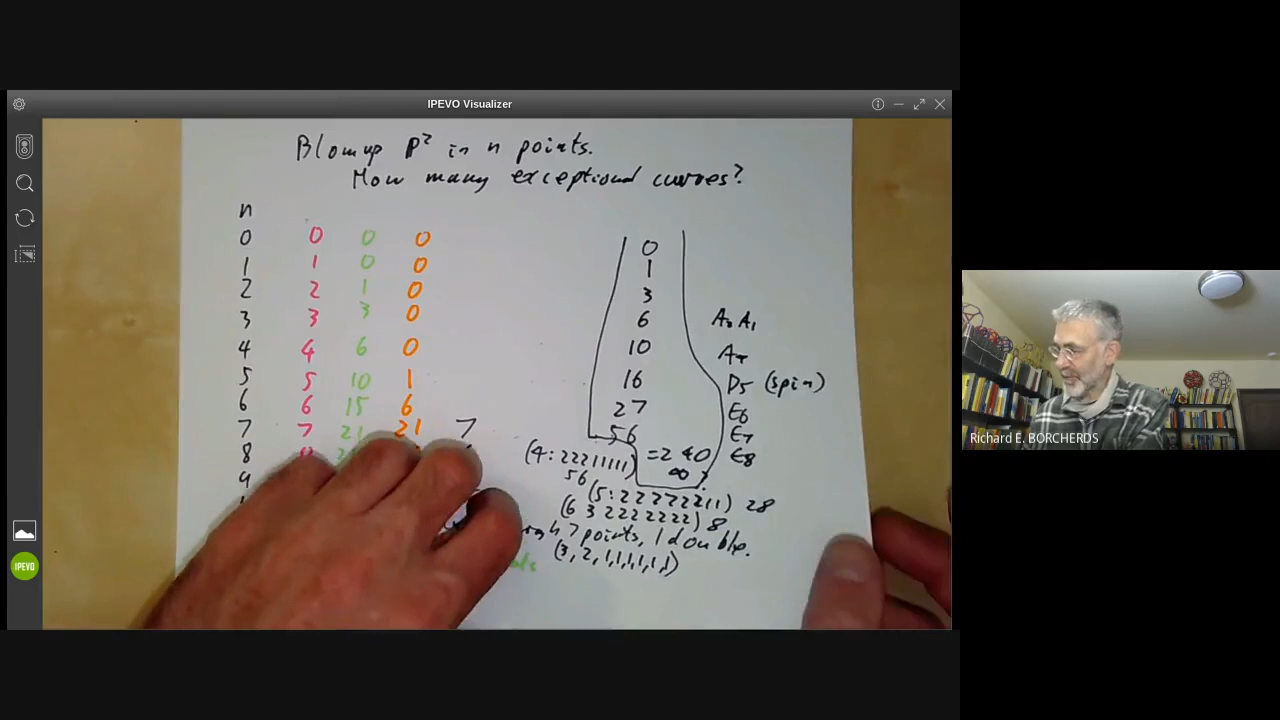 IPEVO Visualizer
Blowup P² in n points.
How many exceptional curves?
n
0 0 0 0 0
1 1 0 0 1
2 2 1 0 3
3 3 3 0 6 A2 A1
4 4 6 0 10 A4
5 5 10 1 16 D5 (spin)
6 6 15 6 27 E6
7 7 21 21 7 56 E7
8 =240 E8
9 ∞
(4: 22211111)
56
(5: 22222211) 28
(6 3 2222222) 8
7 points, 1 double.
(3, 2, 1,1,1,1,1,1)
IPEVO
Richard E. BORCHERDS